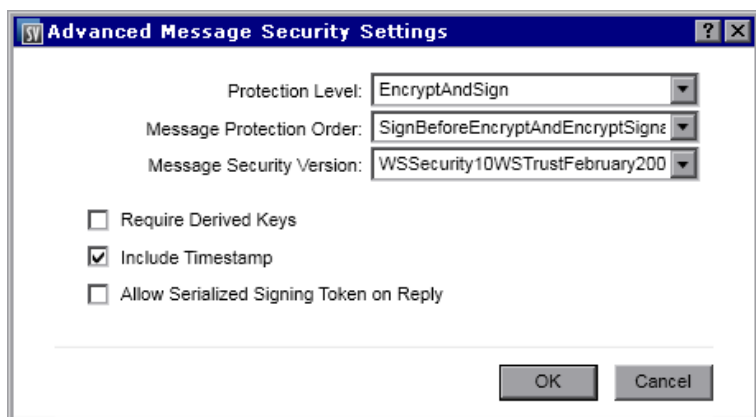 SV Advanced Message Security Settings ? X
Protection Level: EncryptAndSign
Message Protection Order: SignBeforeEncryptAndEncryptSigna
Message Security Version: WSSecurity10WSTrustFebruary200
Require Derived Keys
Include Timestamp
Allow Serialized Signing Token on Reply
OK Cancel